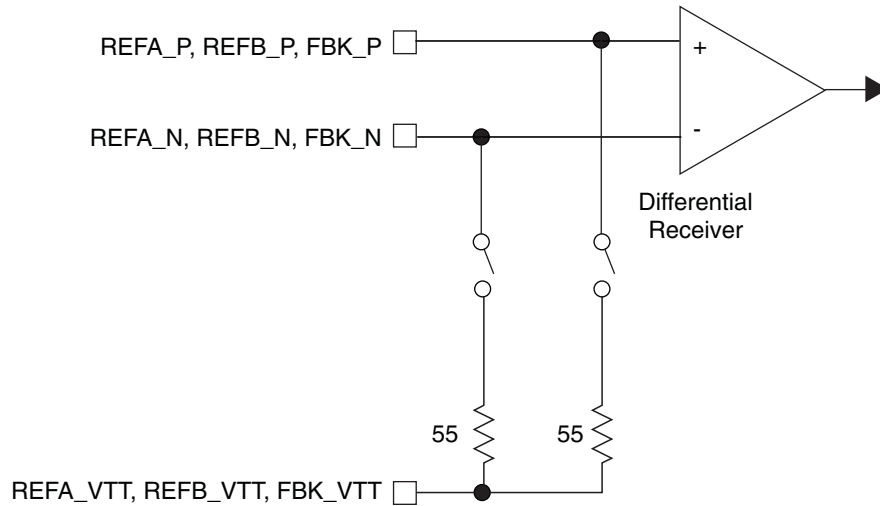 REFA_P, REFB_P, FBK_P
+
REFA_N, REFB_N, FBK_N
-
Differential
Receiver
55
55
REFA_VTT, REFB_VTT, FBK_VTT